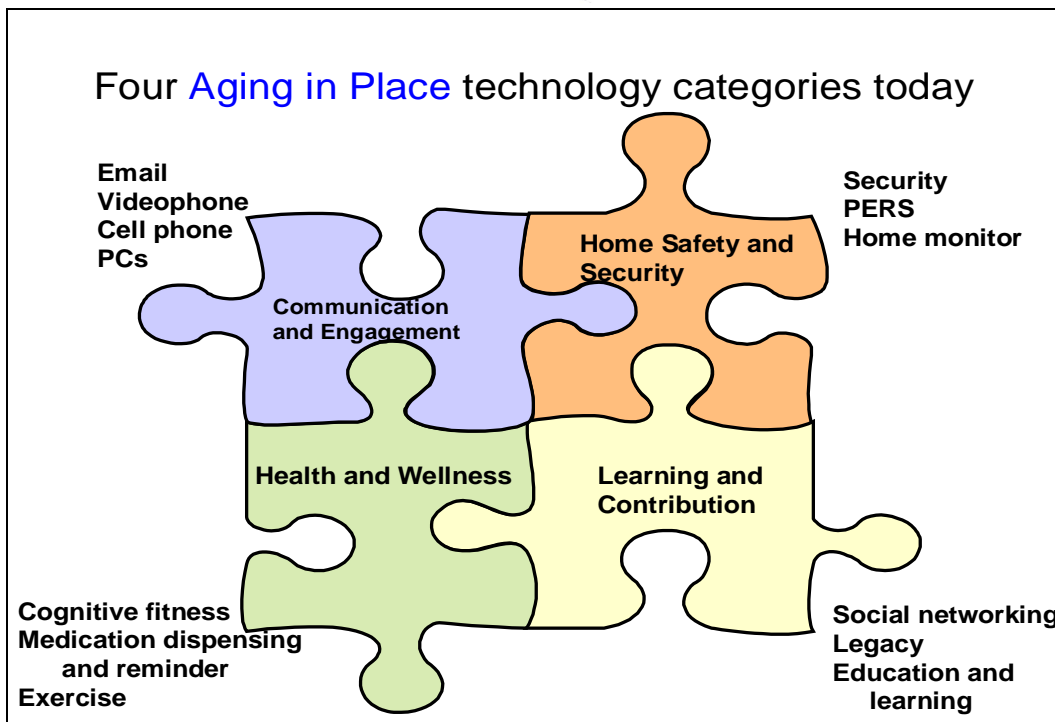 Four Aging in Place technology categories today
Email
Videophone
Cell phone
PCs
Security
PERS
Home monitor
Communication
and Engagement
Home Safety and
Security
Health and Wellness
Learning and
Contribution
Cognitive fitness
Medication dispensing
and reminder
Exercise
Social networking
Legacy
Education and
learning